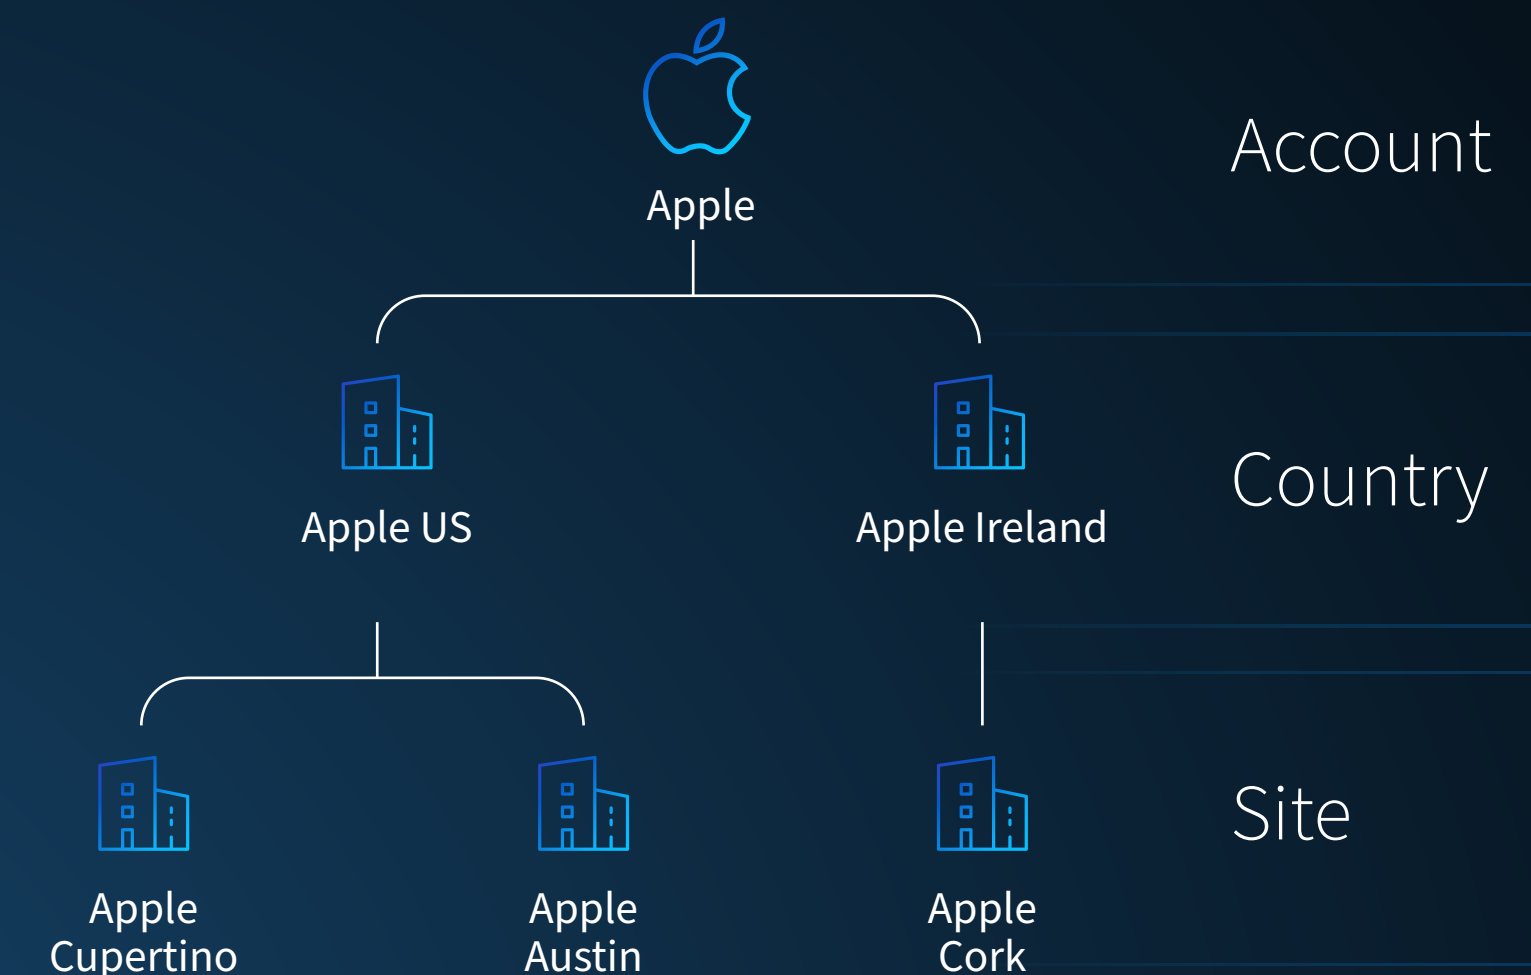 Apple
Account
Apple US
Apple Ireland
Country
Apple
Cupertino
Apple
Austin
Apple
Cork
Site